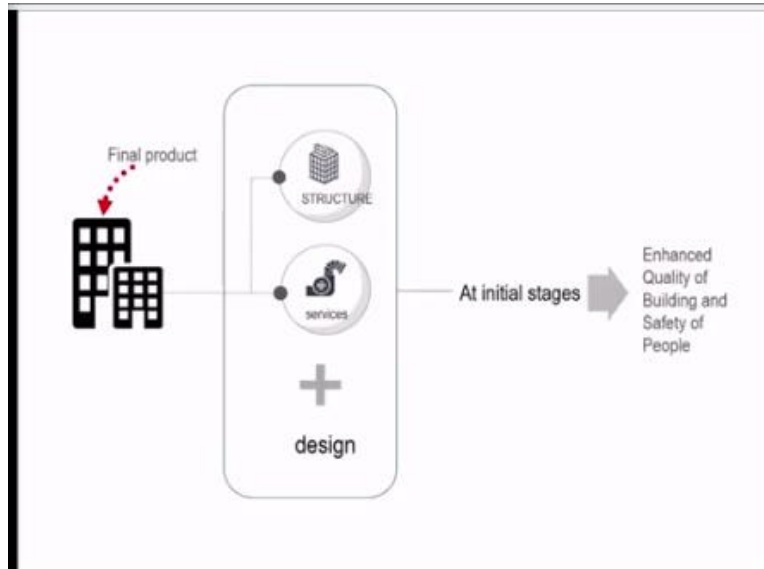 Final product
STRUCTURE
services
design
At initial stages
Enhanced
Quality of
Building and
Safety of
People